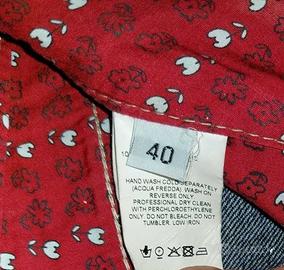 40
10
HAND WASH COLD SEPARATELY
(ACQUA FREDDA) WASH ON
REVERSE ONLY.
PROFESSIONAL DRY CLEAN
WITH PERCHLOROETHYLENE
ONLY. DO NOT BLEACH. DO NOT
TUMBLER. LOW IRON.